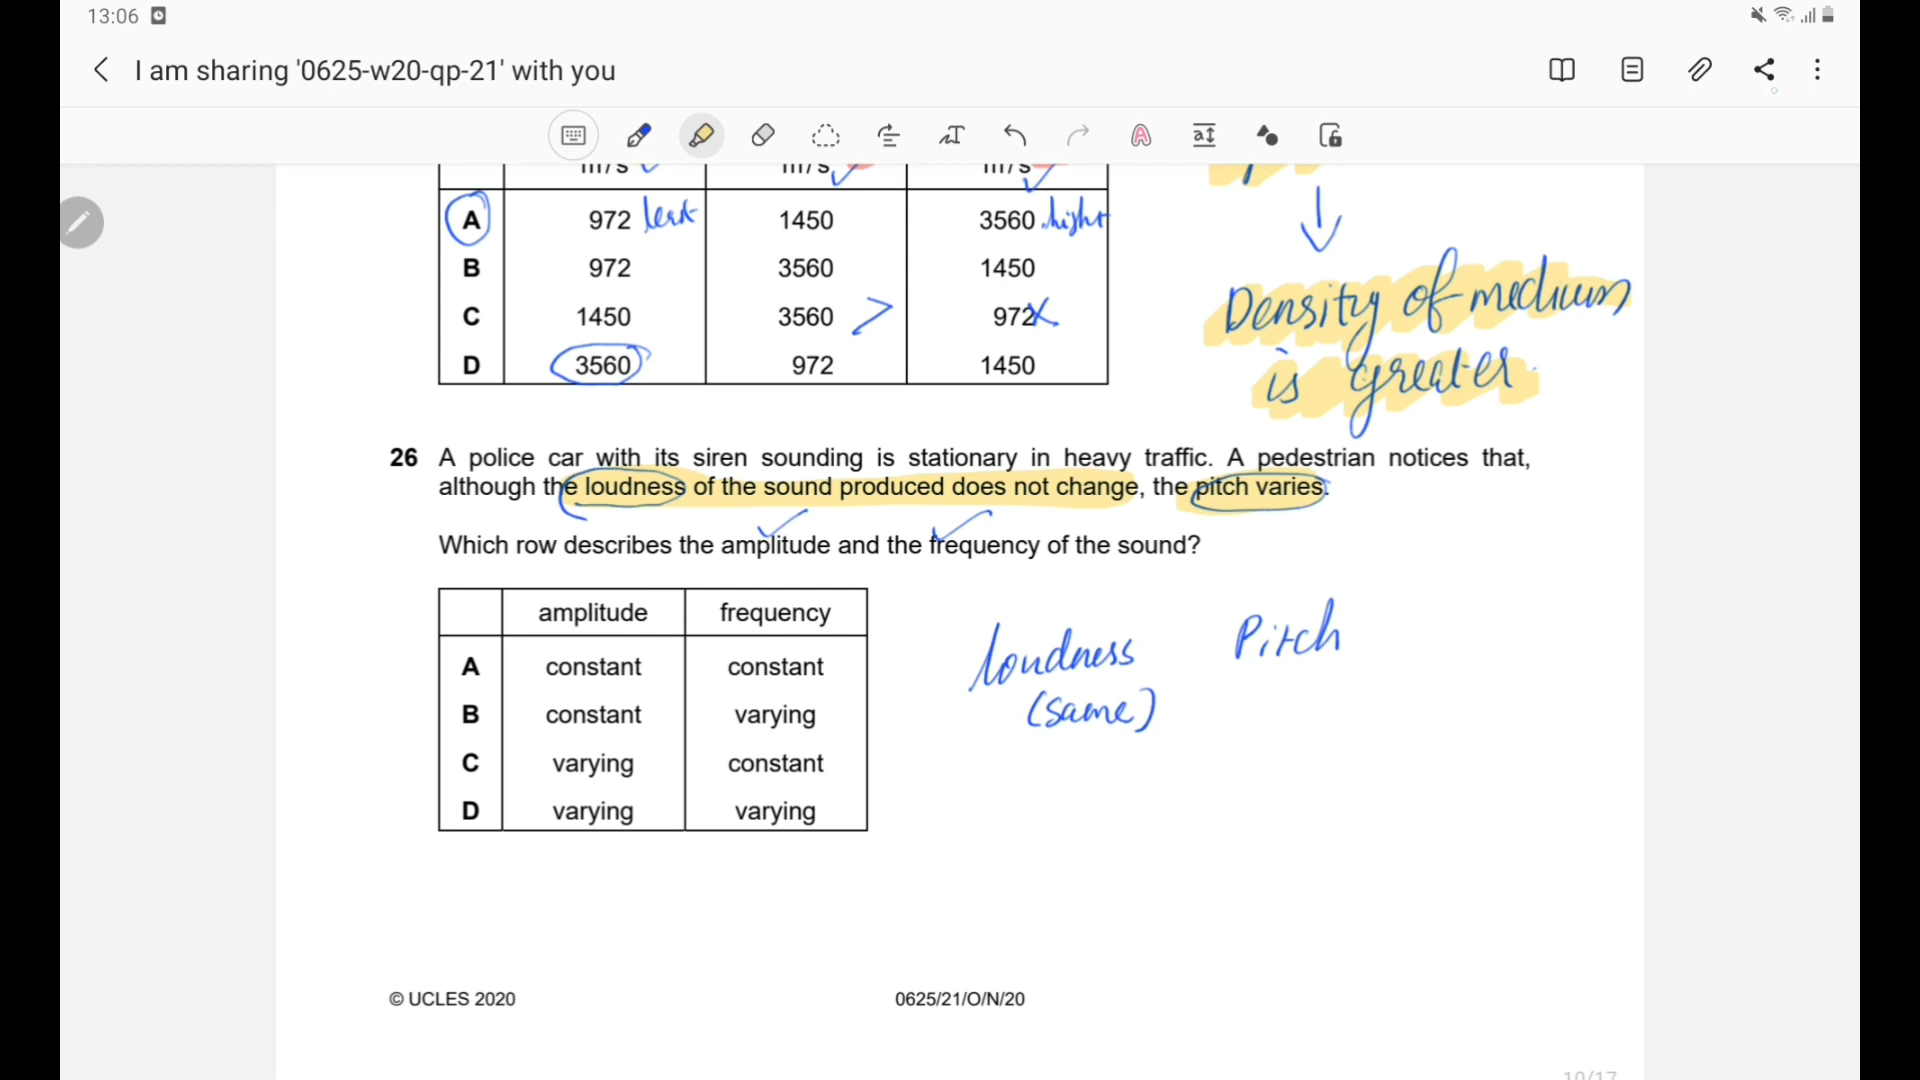 13:06
I am sharing '0625-w20-qp-21' with you
m/s m/s m/s
A 972 least 1450 3560 hight
B 972 3560 1450
C 1450 3560 > 972 X
D 3560 972 1450
Density of medium
is greater.
26 A police car with its siren sounding is stationary in heavy traffic. A pedestrian notices that,
although the loudness of the sound produced does not change, the pitch varies.
Which row describes the amplitude and the frequency of the sound?
amplitude frequency
A constant constant
B constant varying
C varying constant
D varying varying
loudness Pitch
(same)
© UCLES 2020 0625/21/O/N/20
10/17